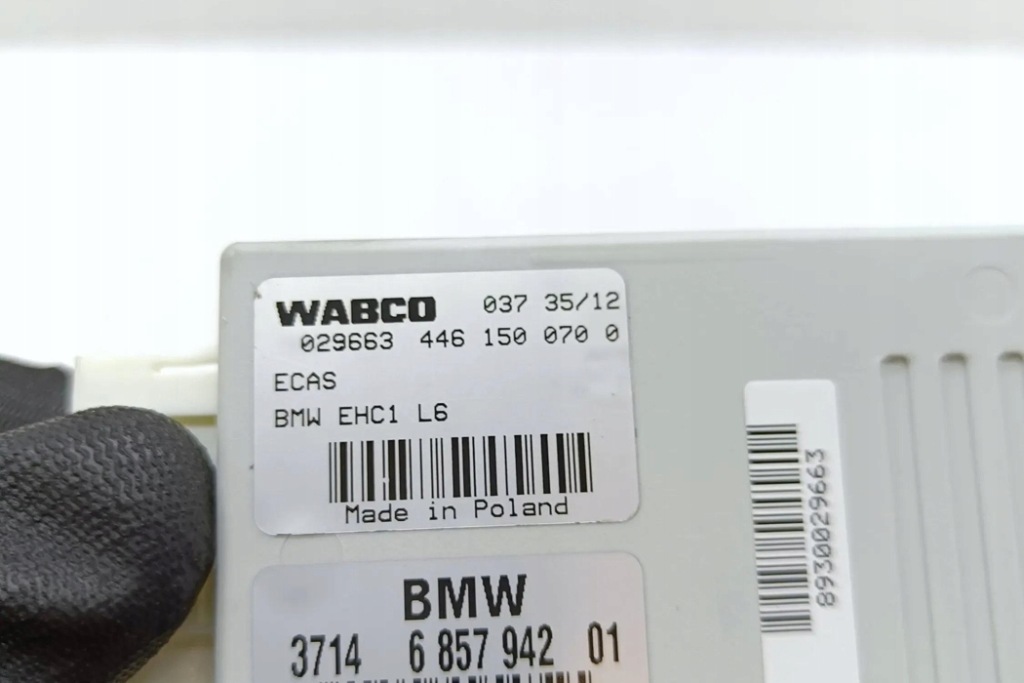 WABCO 037 35/12
029663 446 150 070 0
ECAS
BMW EHC1 L6
Made in Poland
BMW
3714 6 857 942 01
89300029663